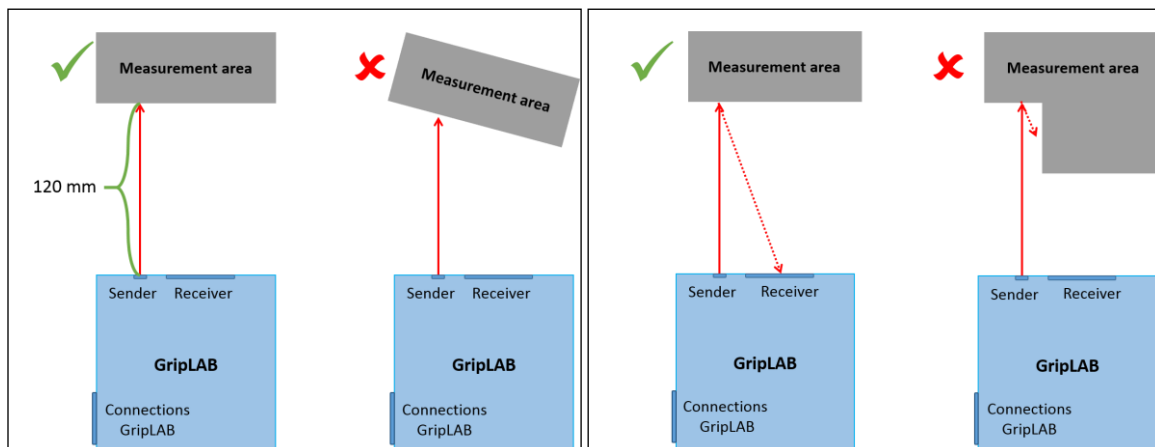 Measurement area
Measurement area
120 mm
Sender Receiver
GripLAB
Connections
GripLAB
Sender Receiver
GripLAB
Connections
GripLAB
Measurement area
Measurement area
Sender Receiver
GripLAB
Connections
GripLAB
Sender Receiver
GripLAB
Connections
GripLAB